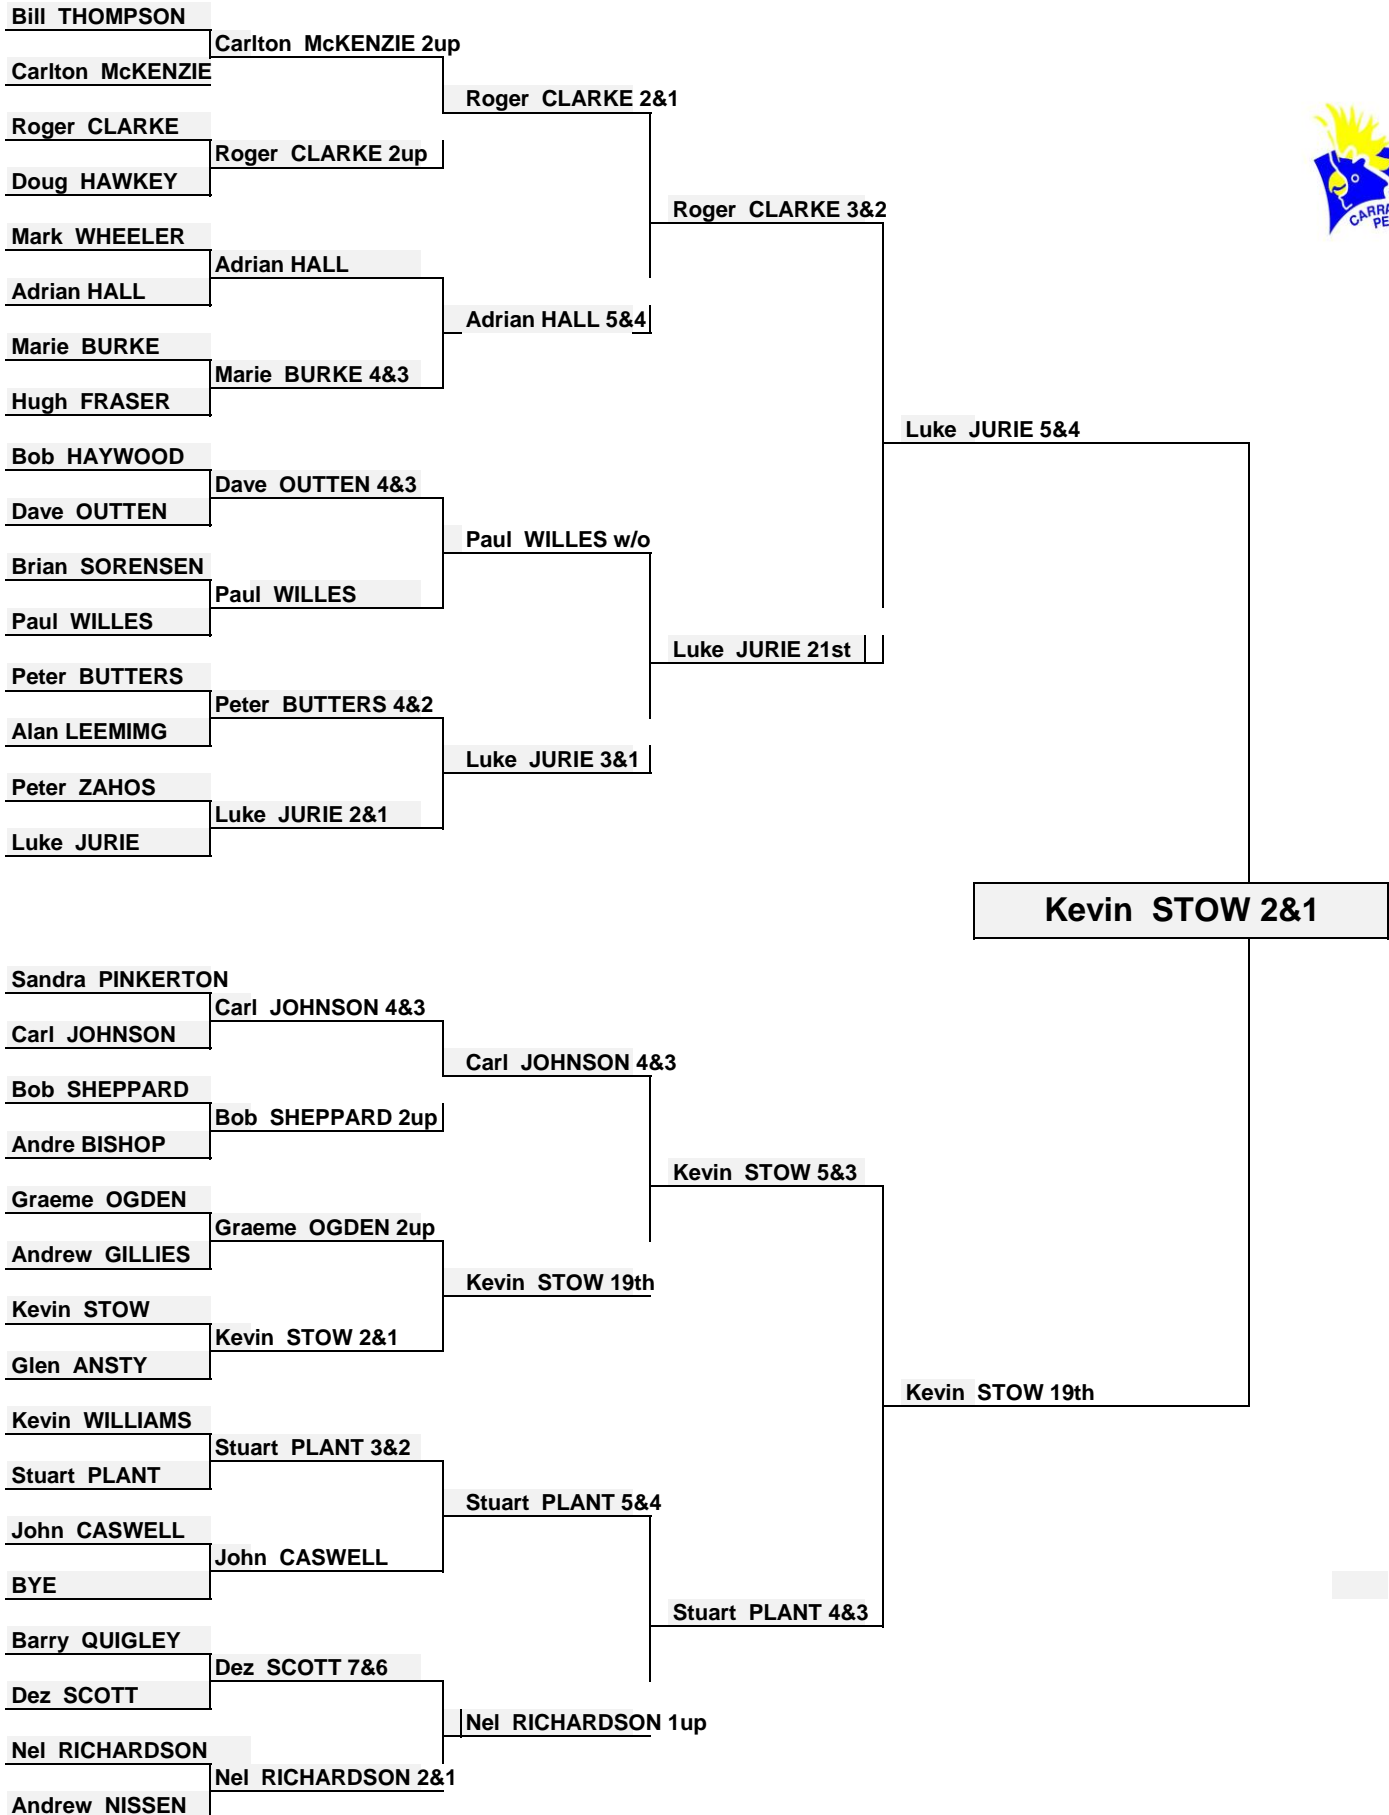 Bill THOMPSON
Carlton McKENZIE 2up
Carlton McKENZIE
Roger CLARKE 2&1
Roger CLARKE
Roger CLARKE 2up
Doug HAWKEY
Roger CLARKE 3&2
Mark WHEELER
Adrian HALL
Adrian HALL
Adrian HALL 5&4
Marie BURKE
Marie BURKE 4&3
Hugh FRASER
Luke JURIE 5&4
Bob HAYWOOD
Dave OUTTEN 4&3
Dave OUTTEN
Paul WILLES w/o
Brian SORENSEN
Paul WILLES
Paul WILLES
Luke JURIE 21st
Peter BUTTERS
Peter BUTTERS 4&2
Alan LEEMIMG
Luke JURIE 3&1
Peter ZAHOS
Luke JURIE 2&1
Luke JURIE
Kevin STOW 2&1
Sandra PINKERTON
Carl JOHNSON 4&3
Carl JOHNSON
Carl JOHNSON 4&3
Bob SHEPPARD
Bob SHEPPARD 2up
Andre BISHOP
Kevin STOW 5&3
Graeme OGDEN
Graeme OGDEN 2up
Andrew GILLIES
Kevin STOW 19th
Kevin STOW
Kevin STOW 2&1
Glen ANSTY
Kevin STOW 19th
Kevin WILLIAMS
Stuart PLANT 3&2
Stuart PLANT
Stuart PLANT 5&4
John CASWELL
John CASWELL
BYE
Stuart PLANT 4&3
Barry QUIGLEY
Dez SCOTT 7&6
Dez SCOTT
Nel RICHARDSON 1up
Nel RICHARDSON
Nel RICHARDSON 2&1
Andrew NISSEN